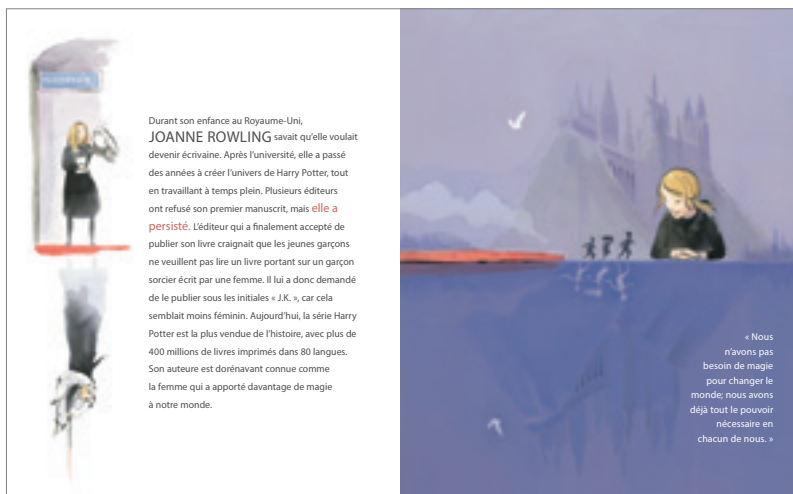 Durant son enfance au Royaume-Uni,
JOANNE ROWLING savait qu'elle voulait
devenir écrivaine. Après l'université, elle a passé
des années à créer l'univers de Harry Potter, tout
en travaillant à temps plein. Plusieurs éditeurs
ont refusé son premier manuscrit, mais elle a
persisté. L'éditeur qui a finalement accepté de
publier son livre craignait que les jeunes garçons
ne veuillent pas lire un livre portant sur un garçon
sorcier écrit par une femme. Il lui a donc demandé
de le publier sous les initiales « J.K. », car cela
semblait moins féminin. Aujourd'hui, la série Harry
Potter est la plus vendue de l'histoire, avec plus de
400 millions de livres imprimés dans 80 langues.
Son auteure est dorénavant connue comme
la femme qui a apporté davantage de magie
à notre monde.
« Nous
n'avons pas
besoin de magie
pour changer le
monde; nous avons
déjà tout le pouvoir
nécessaire en
chacun de nous. »